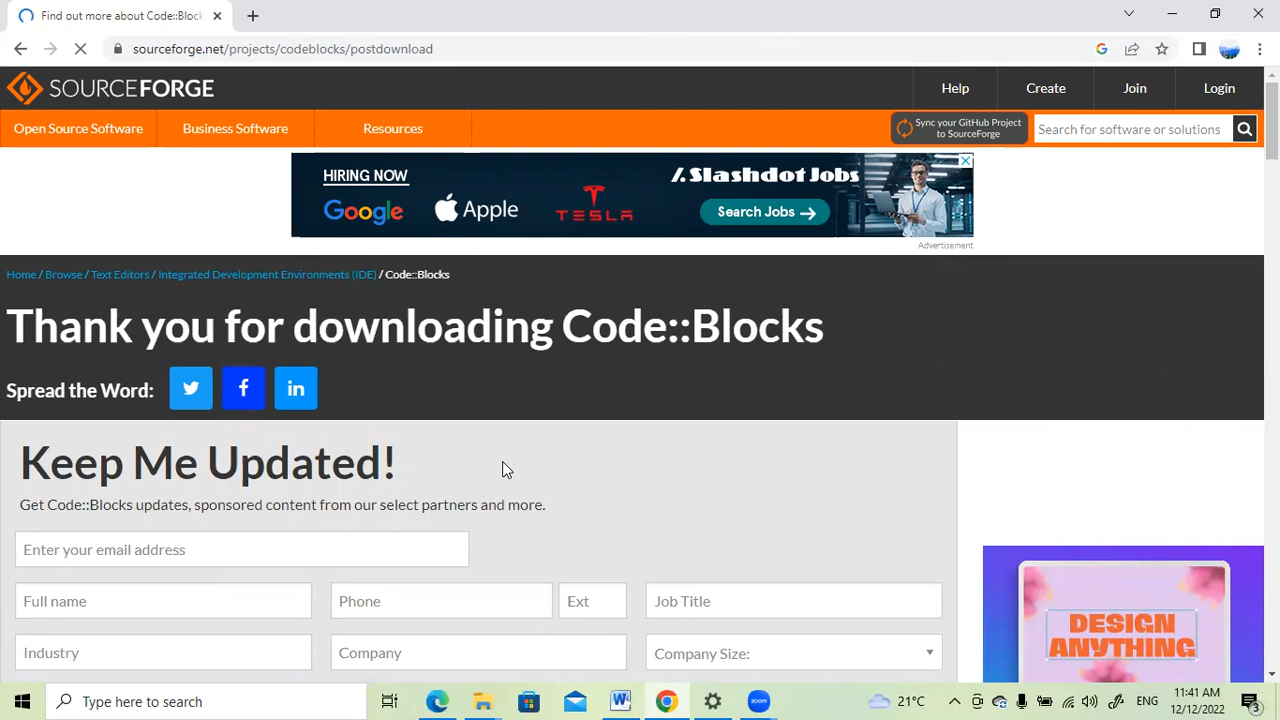 Find out more about Code::Block
sourceforge.net/projects/codeblocks/postdownload
SOURCEFORGE
Help
Create
Join
Login
Open Source Software
Business Software
Resources
Sync your GitHub Project
to SourceForge
Search for software or solutions
HIRING NOW
Google
Apple
TESLA
/. Slashdot Jobs
Search Jobs →
Advertisement
Home / Browse / Text Editors / Integrated Development Environments (IDE) / Code::Blocks
Thank you for downloading Code::Blocks
Spread the Word:
Keep Me Updated!
Get Code::Blocks updates, sponsored content from our select partners and more.
Enter your email address
Full name
Phone
Ext
Job Title
Industry
Company
Company Size:
DESIGN
ANYTHING
Type here to search
zoom
21°C
11:41 AM
12/12/2022
3